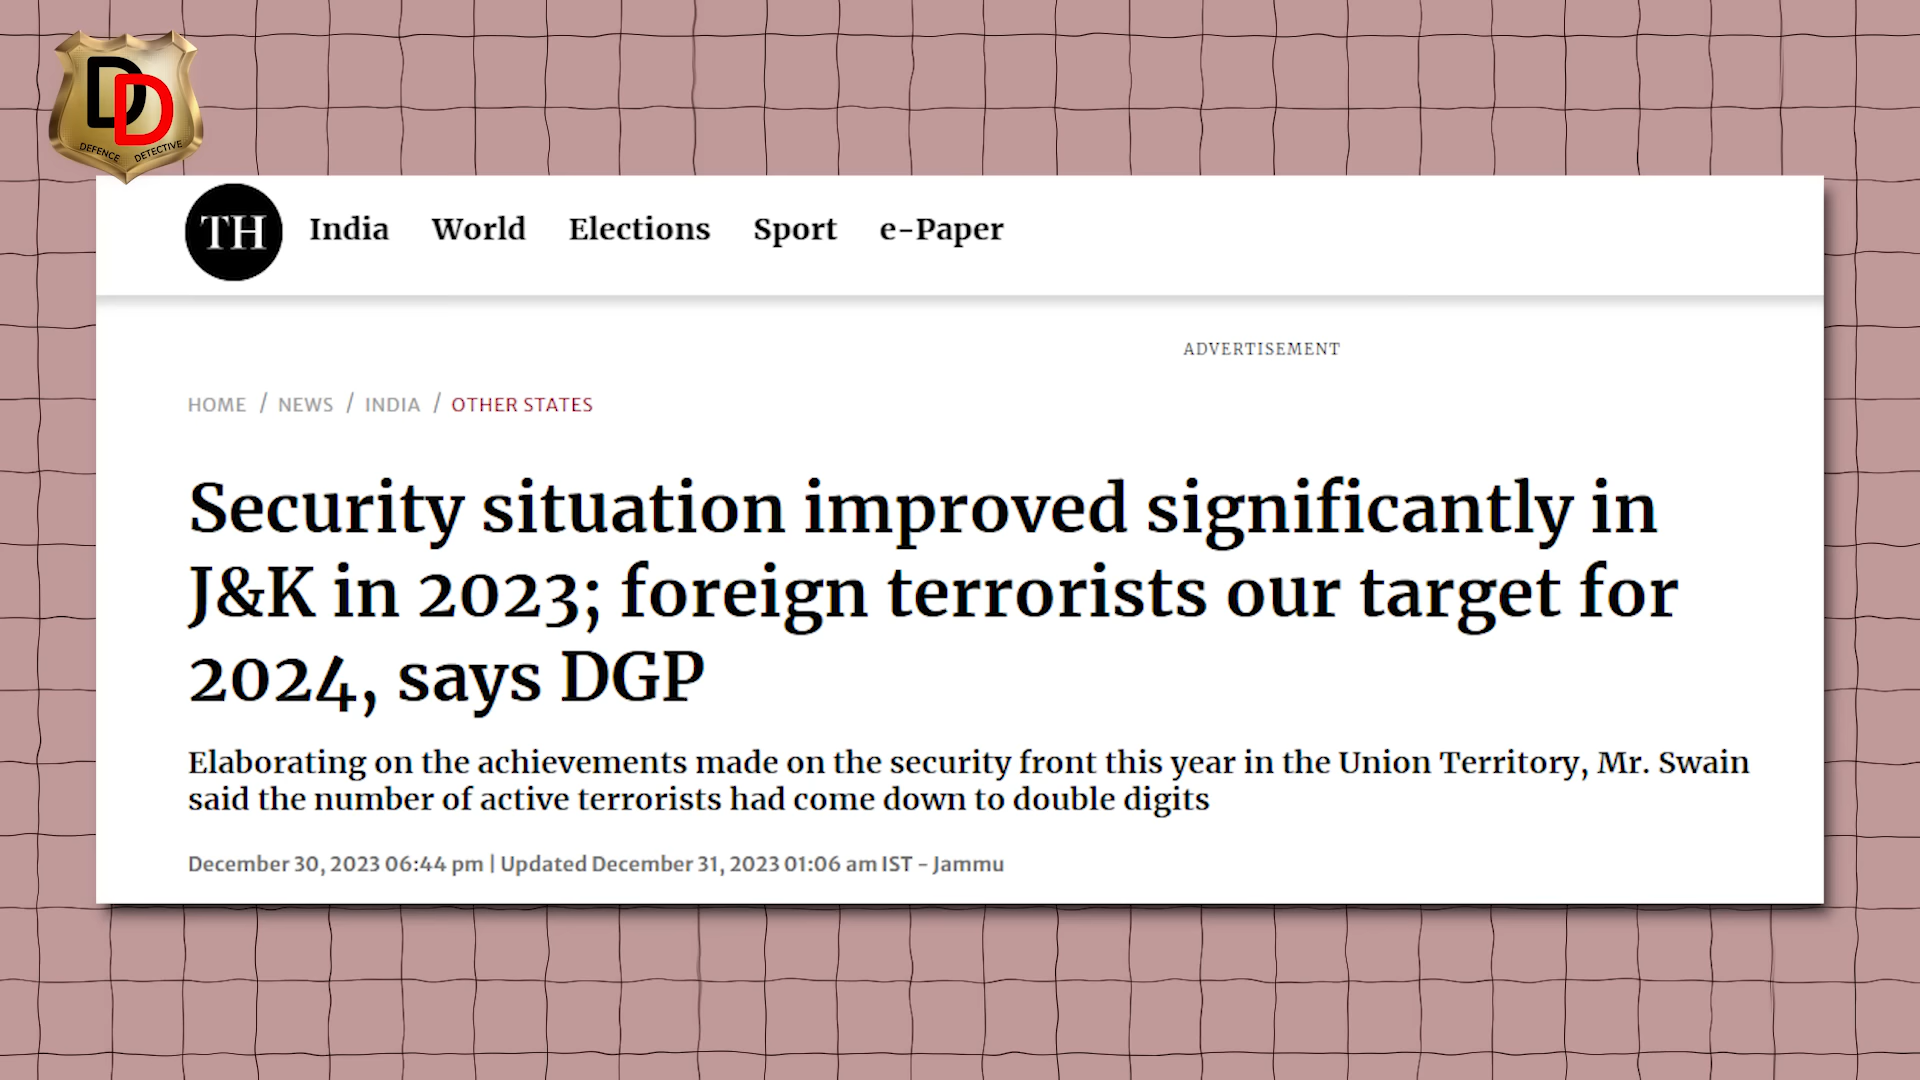 DD
DEFENCE DETECTIVE
TH India World Elections Sport e-Paper
ADVERTISEMENT
HOME / NEWS / INDIA / OTHER STATES
Security situation improved significantly in
J&K in 2023; foreign terrorists our target for
2024, says DGP
Elaborating on the achievements made on the security front this year in the Union Territory, Mr. Swain
said the number of active terrorists had come down to double digits
December 30, 2023 06:44 pm | Updated December 31, 2023 01:06 am IST - Jammu